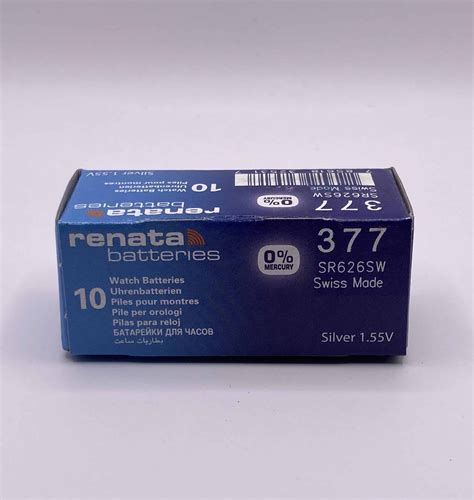 Silver 1.55V
10
Watch Batteries
Uhrenbatterien
Piles pour montres
renata
batteries
0%
377
SR626SW
Swiss Made
renata
batteries
10
Watch Batteries
Uhrenbatterien
Piles pour montres
Pile per orologi
Pilas para reloj
БАТАРЕЙКИ ДЛЯ ЧАСОВ
بطاريات ساعت
0%
MERCURY
377
SR626SW
Swiss Made
Silver 1.55V